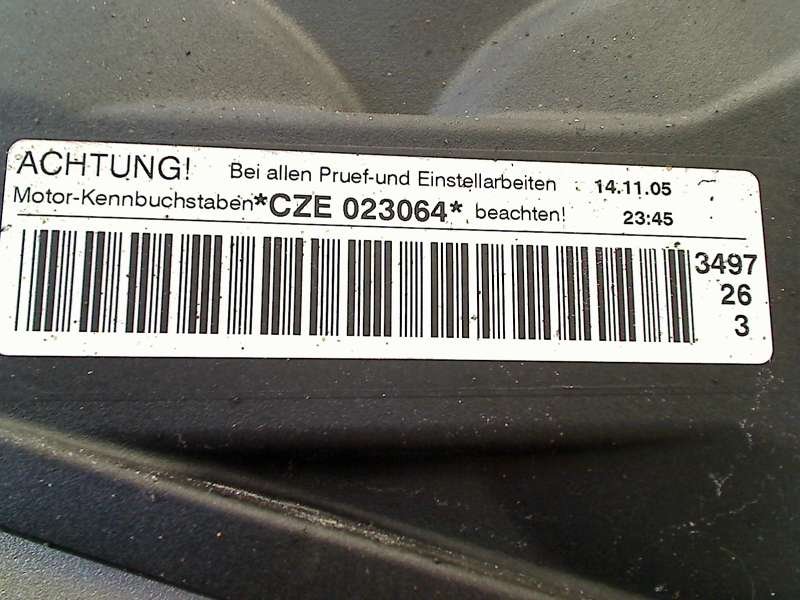 ACHTUNG! Bei allen Pruef-und Einstellarbeiten 14.11.05
Motor-Kennbuchstaben *CZE 023064* beachten! 23:45
3497
26
3